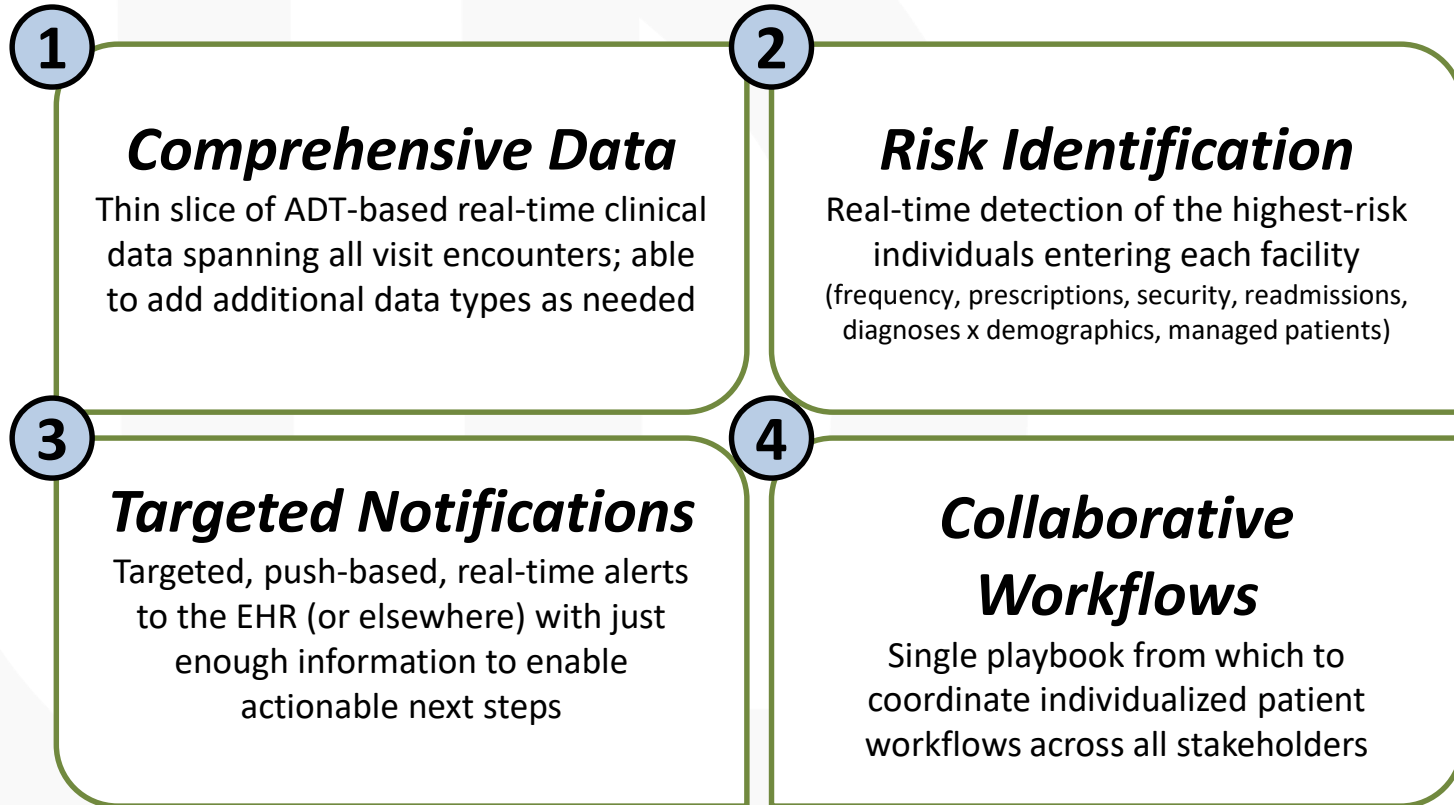 1
Comprehensive Data
Thin slice of ADT-based real-time clinical
data spanning all visit encounters; able
to add additional data types as needed
2
Risk Identification
Real-time detection of the highest-risk
individuals entering each facility
(frequency, prescriptions, security, readmissions,
diagnoses x demographics, managed patients)
3
Targeted Notifications
Targeted, push-based, real-time alerts
to the EHR (or elsewhere) with just
enough information to enable
actionable next steps
4
Collaborative
Workflows
Single playbook from which to
coordinate individualized patient
workflows across all stakeholders